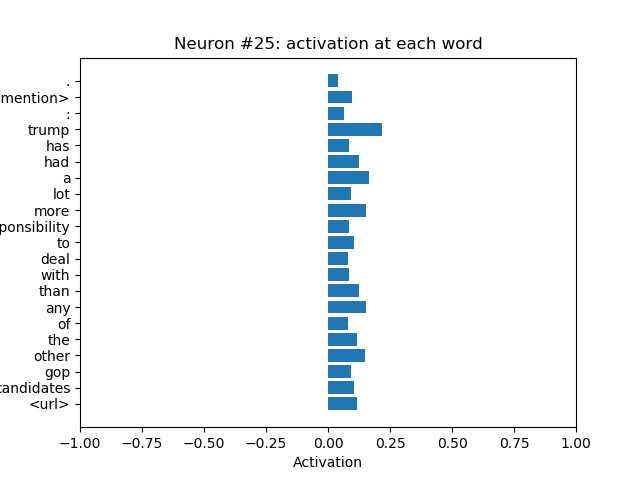 Neuron #25: activation at each word
.
mention>
:
trump
has
had
a
lot
more
ponsibility
to
deal
with
than
any
of
the
other
gop
candidates
<url>
−1.00 −0.75 −0.50 −0.25 0.00 0.25 0.50 0.75 1.00
Activation